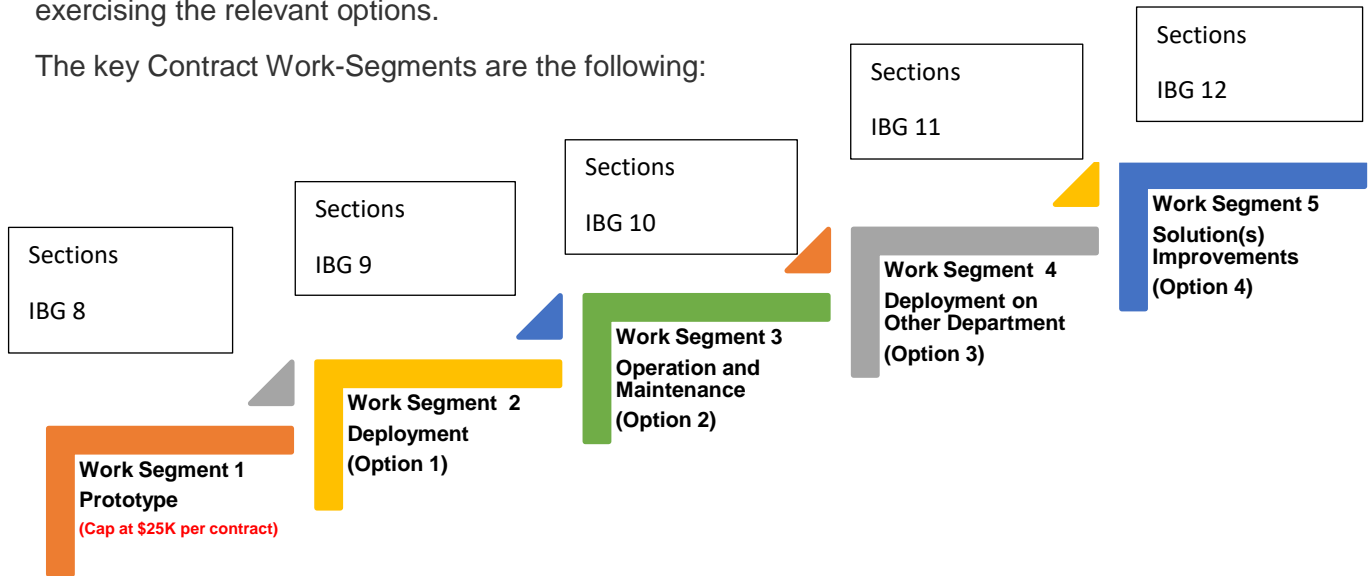 exercising the relevant options.
The key Contract Work-Segments are the following:
Sections
IBG 8
Work Segment 1
Prototype
(Cap at $25K per contract)
Sections
IBG 9
Work Segment 2
Deployment
(Option 1)
Sections
IBG 10
Work Segment 3
Operation and
Maintenance
(Option 2)
Sections
IBG 11
Work Segment 4
Deployment on
Other Department
(Option 3)
Sections
IBG 12
Work Segment 5
Solution(s)
Improvements
(Option 4)